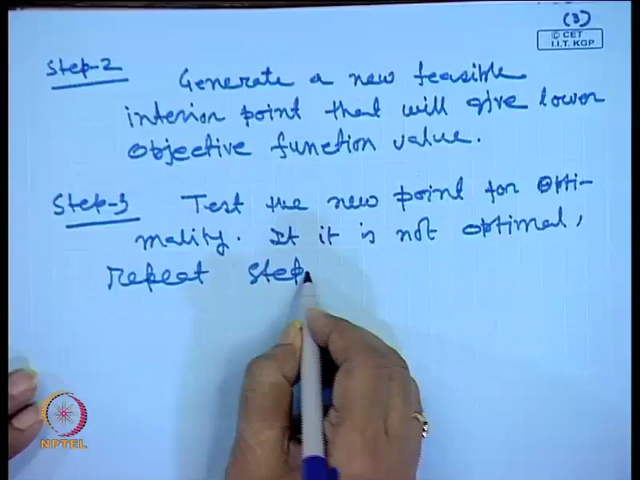 (3)
© CET
I.I.T. KGP
Step-2
Generate a new feasible
interior point that will give lower
objective function value.
Step-3
Test the new point for opti-
mality. If it is not optimal,
repeat step
NPTEL